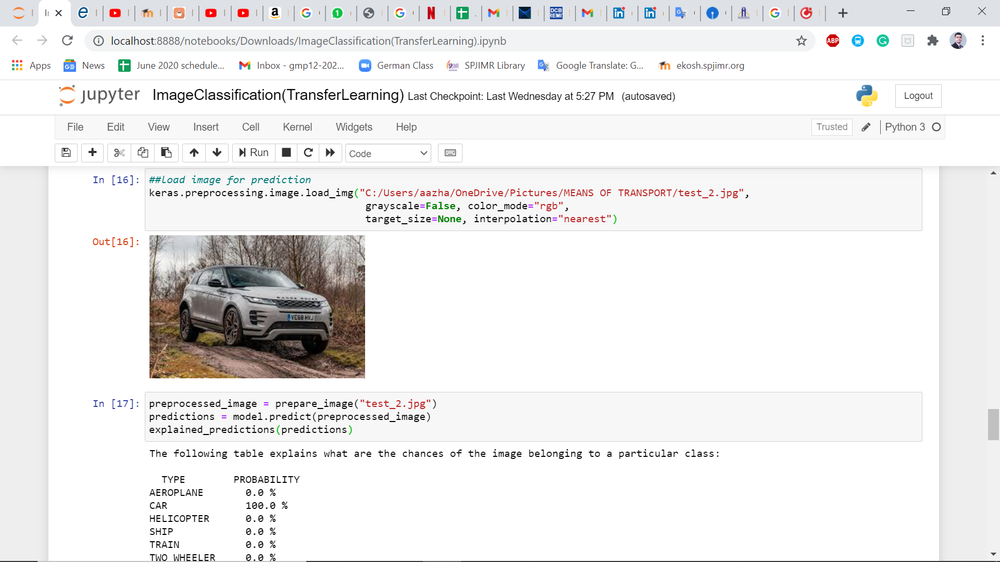 localhost:8888/notebooks/Downloads/ImageClassification(TransferLearning).ipynb
ABP
Apps
News
June 2020 schedule...
Inbox - gmp12-202...
German Class
SPJIMR Library
Google Translate: G...
ekosh.spjimr.org
jupyter
ImageClassification(TransferLearning) Last Checkpoint: Last Wednesday at 5:27 PM (autosaved)
Logout
File Edit View Insert Cell Kernel Widgets Help
Trusted
Python 3
Run
Code
In [16]: ##load image for prediction
keras.preprocessing.image.load_img("C:/Users/aazha/OneDrive/Pictures/MEANS OF TRANSPORT/test_2.jpg",
grayscale=False, color_mode="rgb",
target_size=None, interpolation="nearest")
Out[16]:
RANGE ROVER
VE68 HVJ
In [17]: preprocessed_image = prepare_image("test_2.jpg")
predictions = model.predict(preprocessed_image)
explained_predictions(predictions)
The following table explains what are the chances of the image belonging to a particular class:
TYPE PROBABILITY
AEROPLANE 0.0 %
CAR 100.0 %
HELICOPTER 0.0 %
SHIP 0.0 %
TRAIN 0.0 %
TWO WHEELER 0.0 %